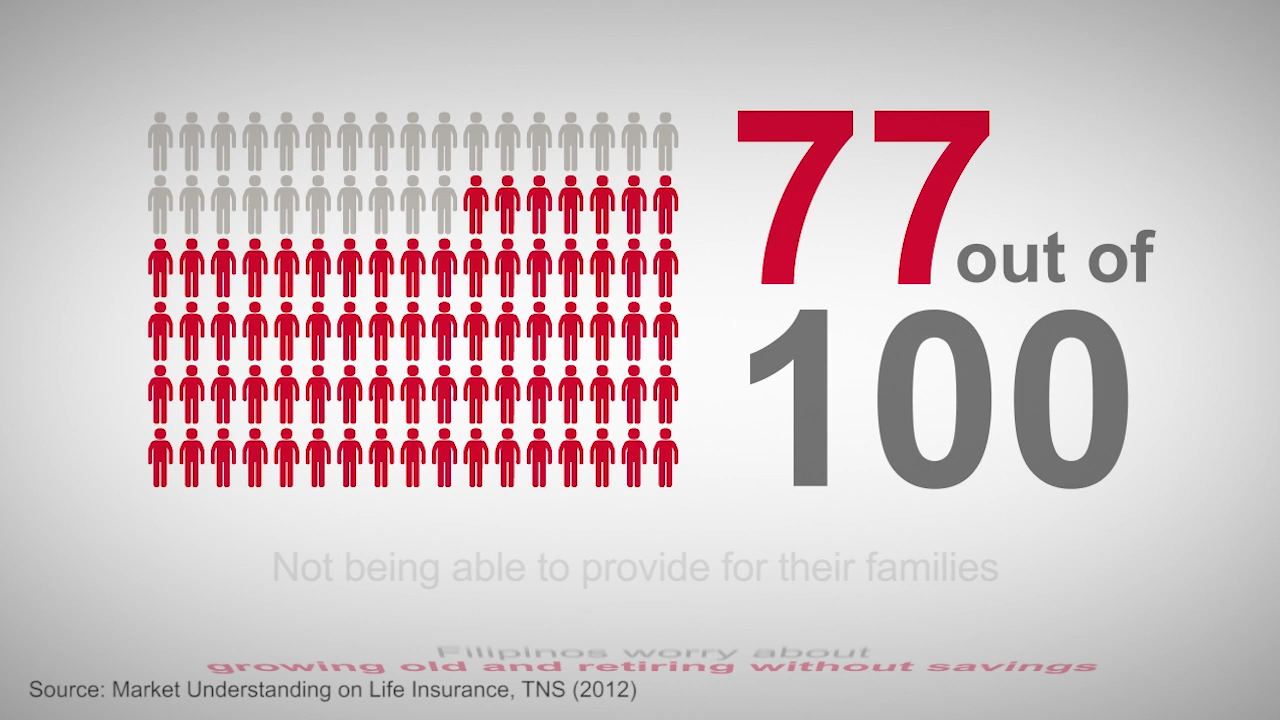 77
out of
100
Not being able to provide for their families
Filipinos worry about
growing old and retiring without savings
Source: Market Understanding on Life Insurance, TNS (2012)